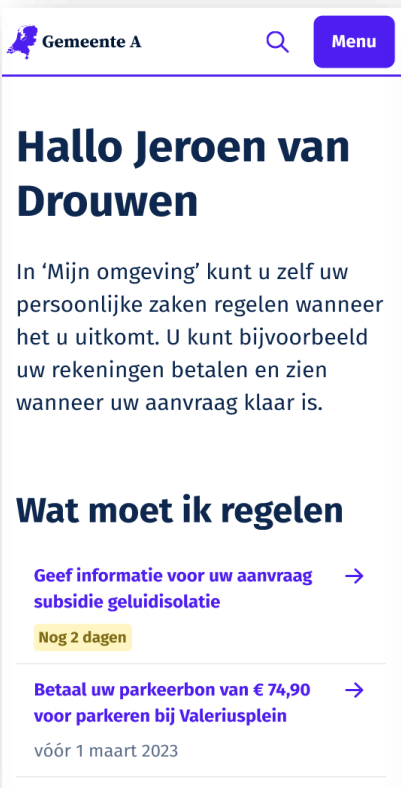 Gemeente A
Menu
Hallo Jeroen van
Drouwen
In ‘Mijn omgeving’ kunt u zelf uw
persoonlijke zaken regelen wanneer
het u uitkomt. U kunt bijvoorbeeld
uw rekeningen betalen en zien
wanneer uw aanvraag klaar is.
Wat moet ik regelen
Geef informatie voor uw aanvraag
subsidie geluidisolatie
Nog 2 dagen
Betaal uw parkeerbon van € 74,90
voor parkeren bij Valeriusplein
vóór 1 maart 2023